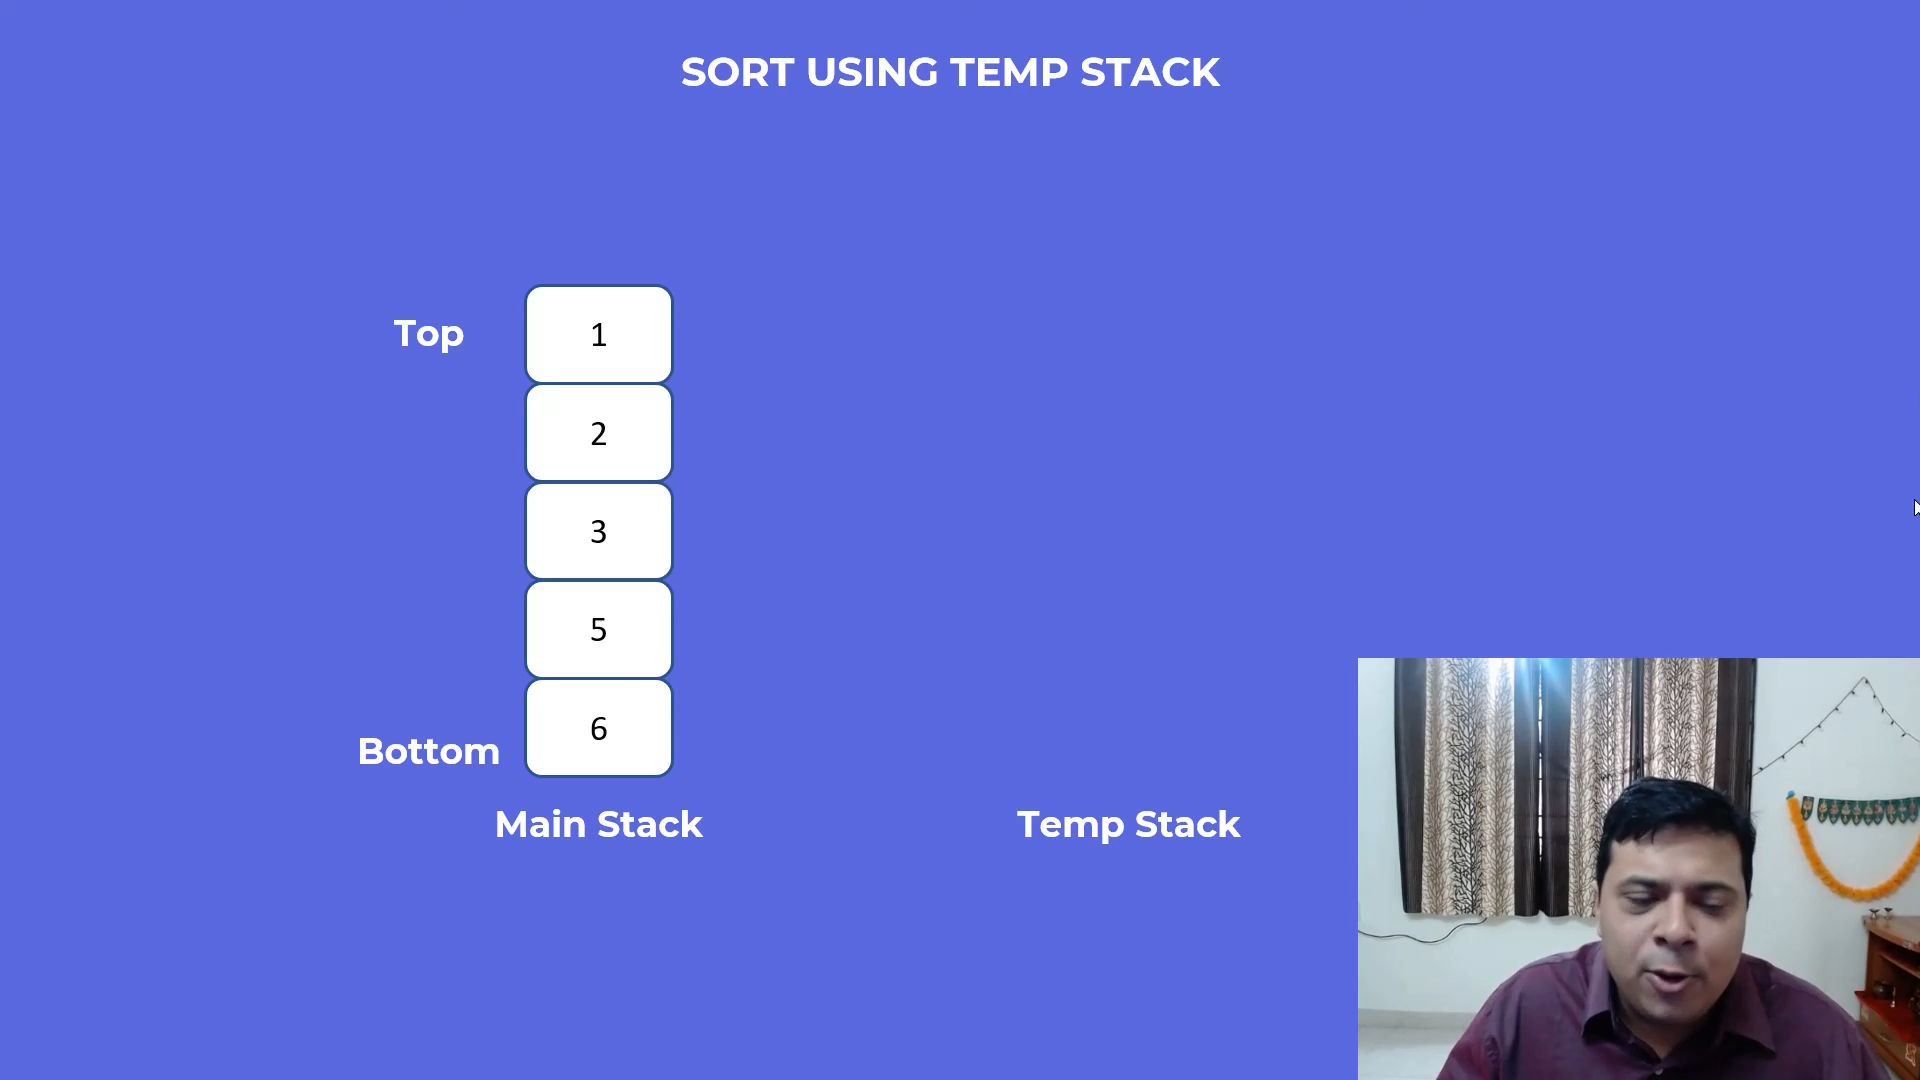 SORT USING TEMP STACK
Top
1
2
3
5
6
Bottom
Main Stack
Temp Stack